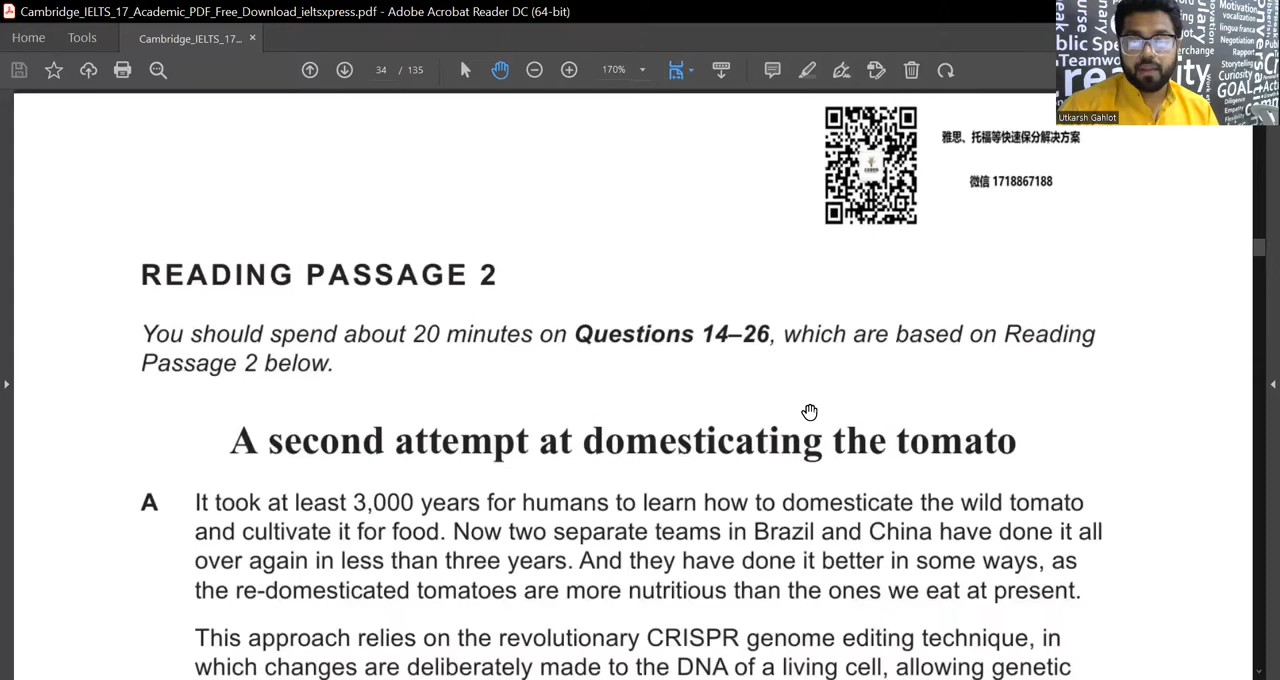 Cambridge_IELTS_17_Academic_PDF_Free_Download_ieltsxpress.pdf - Adobe Acrobat Reader DC (64-bit)
Home Tools Cambridge_IELTS_17... ×
34 / 135 170%
Utkarsh Gahlot
雅思、托福等快速保分解决方案
微信 1718867188
READING PASSAGE 2
You should spend about 20 minutes on Questions 14–26, which are based on Reading
Passage 2 below.
A second attempt at domesticating the tomato
A It took at least 3,000 years for humans to learn how to domesticate the wild tomato
and cultivate it for food. Now two separate teams in Brazil and China have done it all
over again in less than three years. And they have done it better in some ways, as
the re-domesticated tomatoes are more nutritious than the ones we eat at present.
This approach relies on the revolutionary CRISPR genome editing technique, in
which changes are deliberately made to the DNA of a living cell, allowing genetic